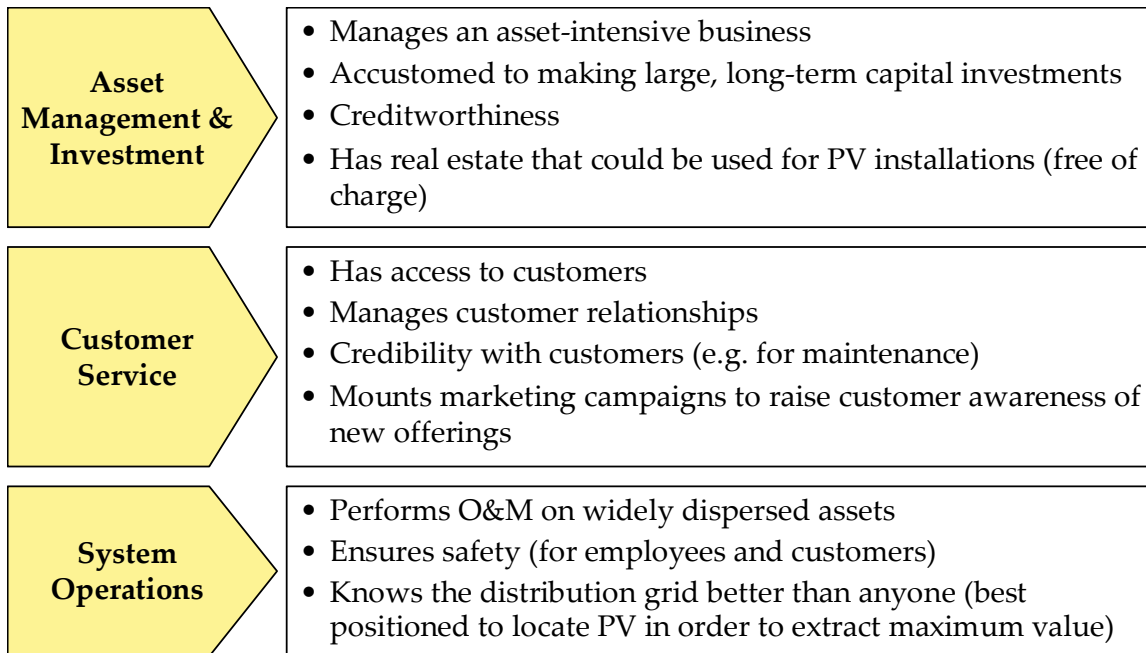 Asset
Management &
Investment
• Manages an asset-intensive business
• Accustomed to making large, long-term capital investments
• Creditworthiness
• Has real estate that could be used for PV installations (free of
charge)
Customer
Service
• Has access to customers
• Manages customer relationships
• Credibility with customers (e.g. for maintenance)
• Mounts marketing campaigns to raise customer awareness of
new offerings
System
Operations
• Performs O&M on widely dispersed assets
• Ensures safety (for employees and customers)
• Knows the distribution grid better than anyone (best
positioned to locate PV in order to extract maximum value)